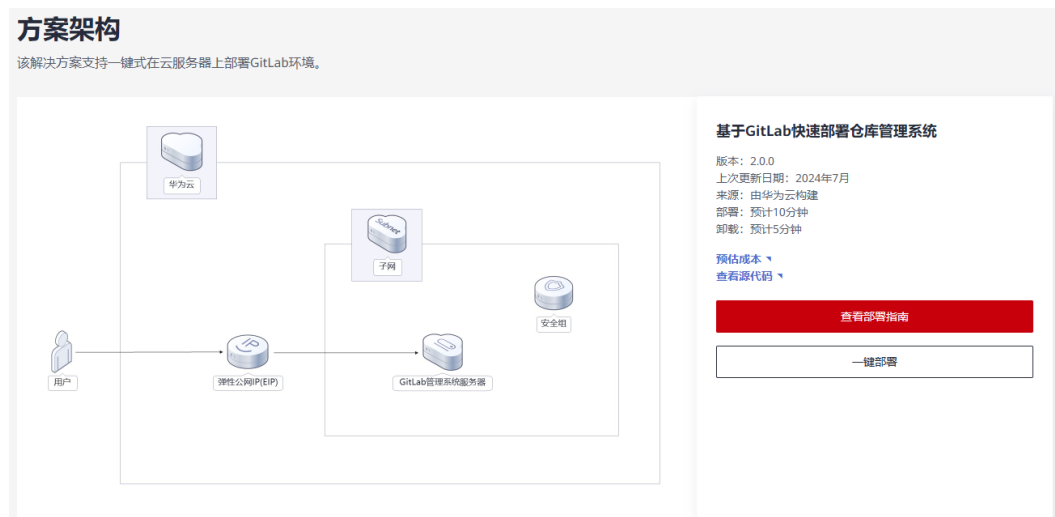 方案架构
该解决方案支持一键式在云服务器上部署GitLab环境。
华为云
Subnet
子网
安全组
用户
IP
弹性公网IP(EIP)
GitLab管理系统服务器
基于GitLab快速部署仓库管理系统
版本：2.0.0
上次更新日期：2024年7月
来源：由华为云构建
部署：预计10分钟
卸载：预计5分钟
预估成本
查看源代码
查看部署指南
一键部署